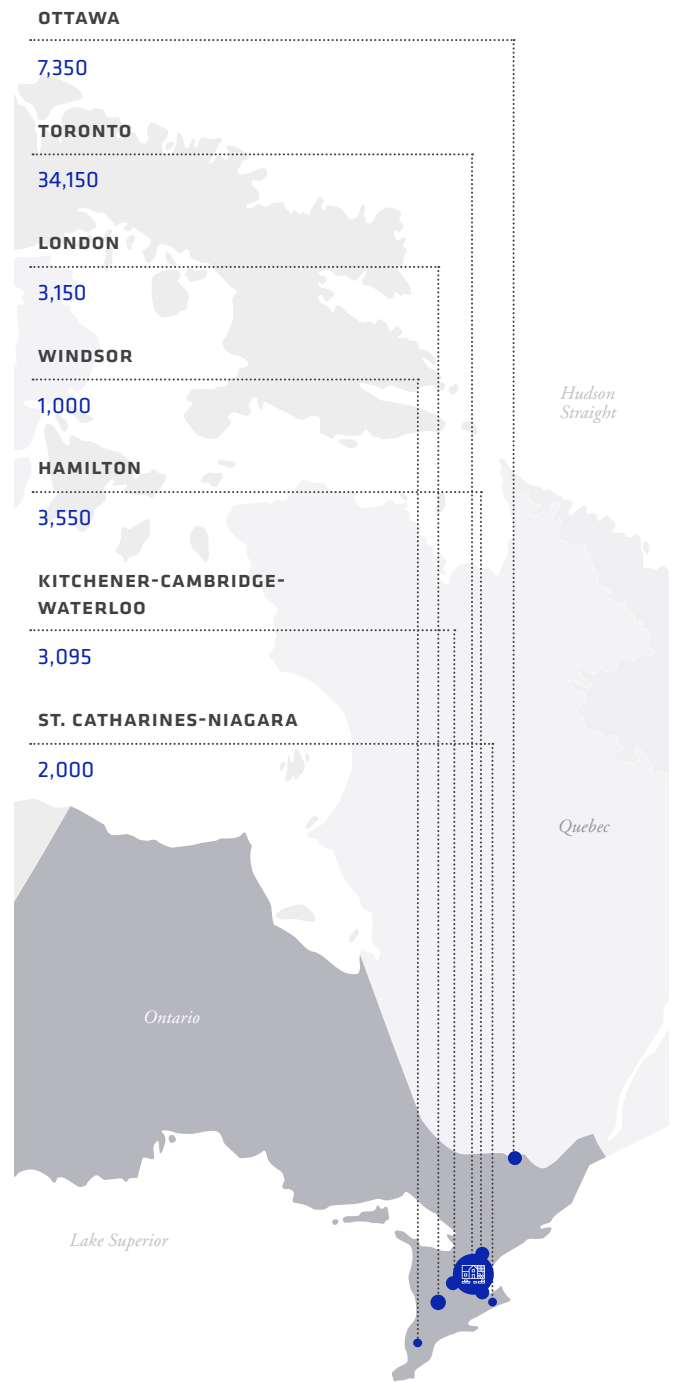 OTTAWA
7,350
TORONTO
34,150
LONDON
3,150
WINDSOR
1,000
Hudson
Straight
HAMILTON
3,550
KITCHENER-CAMBRIDGE-
WATERLOO
3,095
ST. CATHARINES-NIAGARA
2,000
Quebec
Ontario
Lake Superior